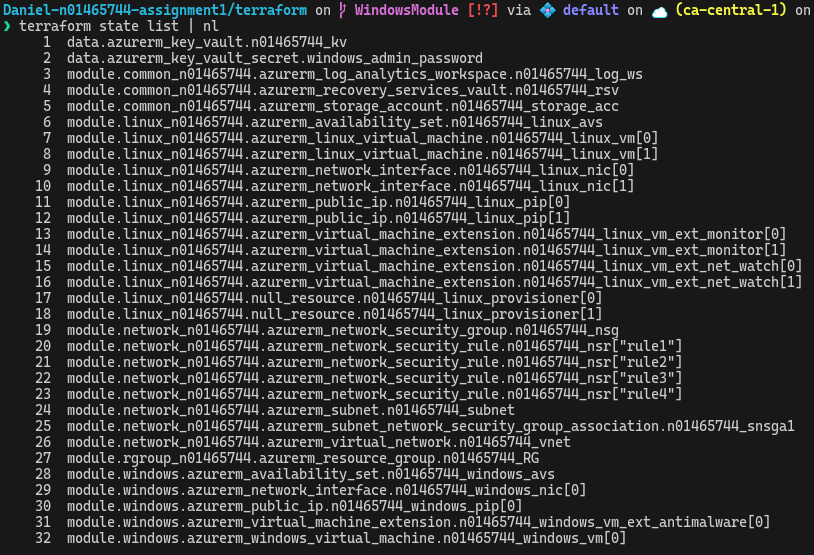 Daniel-n01465744-assignment1/terraform on WindowsModule [!?] via default on (ca-central-1) on
❯ terraform state list | nl
1 data.azurerm_key_vault.n01465744_kv
2 data.azurerm_key_vault_secret.windows_admin_password
3 module.common_n01465744.azurerm_log_analytics_workspace.n01465744_log_ws
4 module.common_n01465744.azurerm_recovery_services_vault.n01465744_rsv
5 module.common_n01465744.azurerm_storage_account.n01465744_storage_acc
6 module.linux_n01465744.azurerm_availability_set.n01465744_linux_avs
7 module.linux_n01465744.azurerm_linux_virtual_machine.n01465744_linux_vm[0]
8 module.linux_n01465744.azurerm_linux_virtual_machine.n01465744_linux_vm[1]
9 module.linux_n01465744.azurerm_network_interface.n01465744_linux_nic[0]
10 module.linux_n01465744.azurerm_network_interface.n01465744_linux_nic[1]
11 module.linux_n01465744.azurerm_public_ip.n01465744_linux_pip[0]
12 module.linux_n01465744.azurerm_public_ip.n01465744_linux_pip[1]
13 module.linux_n01465744.azurerm_virtual_machine_extension.n01465744_linux_vm_ext_monitor[0]
14 module.linux_n01465744.azurerm_virtual_machine_extension.n01465744_linux_vm_ext_monitor[1]
15 module.linux_n01465744.azurerm_virtual_machine_extension.n01465744_linux_vm_ext_net_watch[0]
16 module.linux_n01465744.azurerm_virtual_machine_extension.n01465744_linux_vm_ext_net_watch[1]
17 module.linux_n01465744.null_resource.n01465744_linux_provisioner[0]
18 module.linux_n01465744.null_resource.n01465744_linux_provisioner[1]
19 module.network_n01465744.azurerm_network_security_group.n01465744_nsg
20 module.network_n01465744.azurerm_network_security_rule.n01465744_nsr["rule1"]
21 module.network_n01465744.azurerm_network_security_rule.n01465744_nsr["rule2"]
22 module.network_n01465744.azurerm_network_security_rule.n01465744_nsr["rule3"]
23 module.network_n01465744.azurerm_network_security_rule.n01465744_nsr["rule4"]
24 module.network_n01465744.azurerm_subnet.n01465744_subnet
25 module.network_n01465744.azurerm_subnet_network_security_group_association.n01465744_snsga1
26 module.network_n01465744.azurerm_virtual_network.n01465744_vnet
27 module.rgroup_n01465744.azurerm_resource_group.n01465744_RG
28 module.windows.azurerm_availability_set.n01465744_windows_avs
29 module.windows.azurerm_network_interface.n01465744_windows_nic[0]
30 module.windows.azurerm_public_ip.n01465744_windows_pip[0]
31 module.windows.azurerm_virtual_machine_extension.n01465744_windows_vm_ext_antimalware[0]
32 module.windows.azurerm_windows_virtual_machine.n01465744_windows_vm[0]